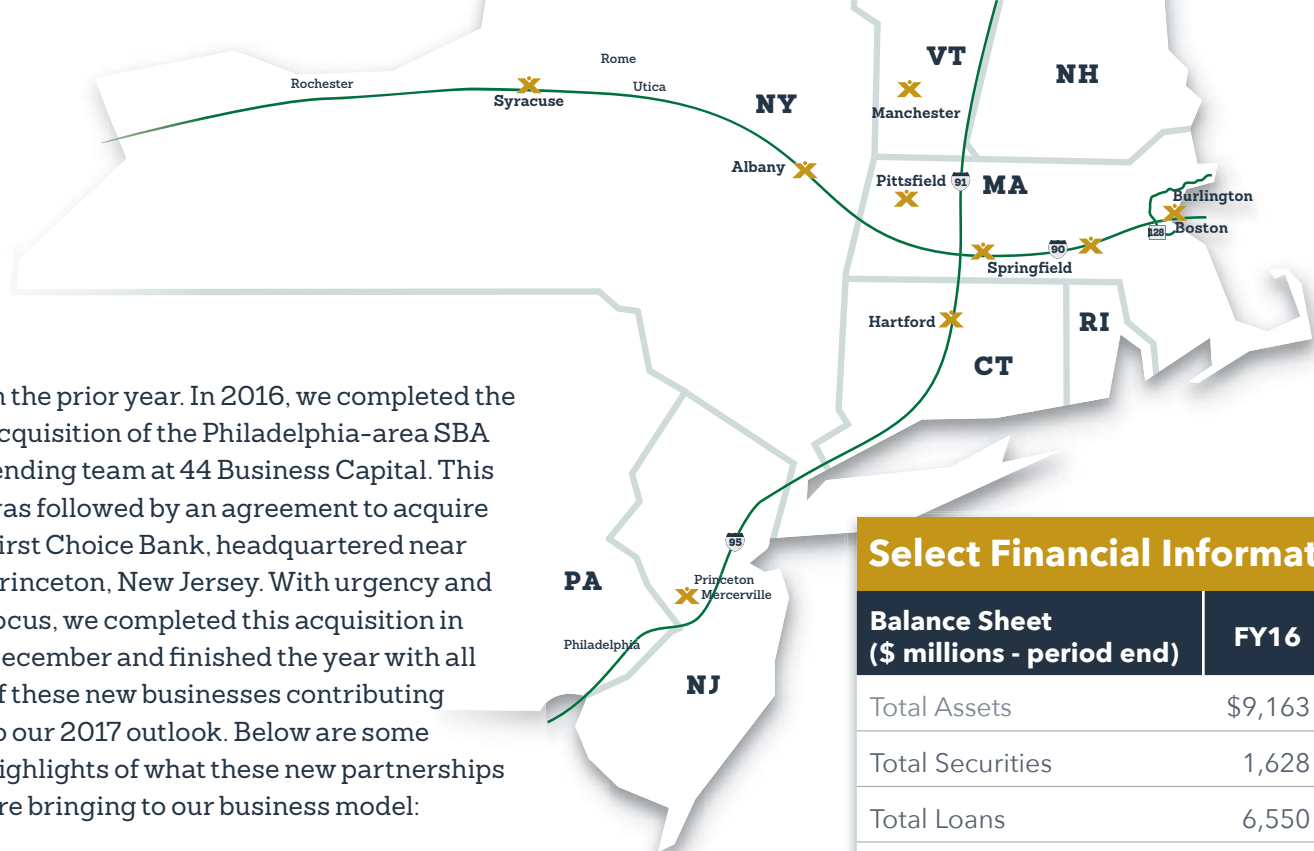 Rome
Rochester
Utica
Syracuse
NY
VT
NH
Manchester
Albany
Pittsfield
91
MA
Burlington
128
Boston
90
Springfield
Hartford
RI
CT
n the prior year. In 2016, we completed the
cquisition of the Philadelphia-area SBA
ending team at 44 Business Capital. This
was followed by an agreement to acquire
irst Choice Bank, headquartered near
rinceton, New Jersey. With urgency and
ocus, we completed this acquisition in
ecember and finished the year with all
f these new businesses contributing
o our 2017 outlook. Below are some
ighlights of what these new partnerships
re bringing to our business model:
95
PA
Princeton
Mercerville
Philadelphia
NJ
Select Financial Informat
Balance Sheet
($ millions - period end) FY16
Total Assets $9,163
Total Securities 1,628
Total Loans 6,550